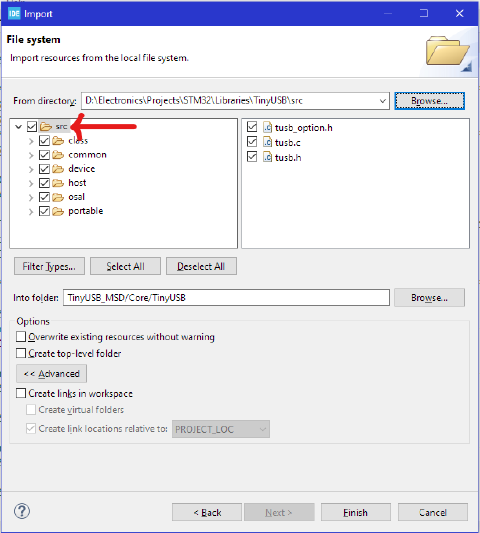 IDE Import
File system
Import resources from the local file system.
From directory: D:\Electronics\Projects\STM32\Libraries\TinyUSB\src Browse...
src
class
common
device
host
osal
portable
tusb_option.h
tusb.c
tusb.h
Filter Types... Select All Deselect All
Into folder: TinyUSB_MSD/Core/TinyUSB Browse...
Options
Overwrite existing resources without warning
Create top-level folder
<< Advanced
Create links in workspace
Create virtual folders
Create link locations relative to: PROJECT_LOC
? < Back Next > Finish Cancel